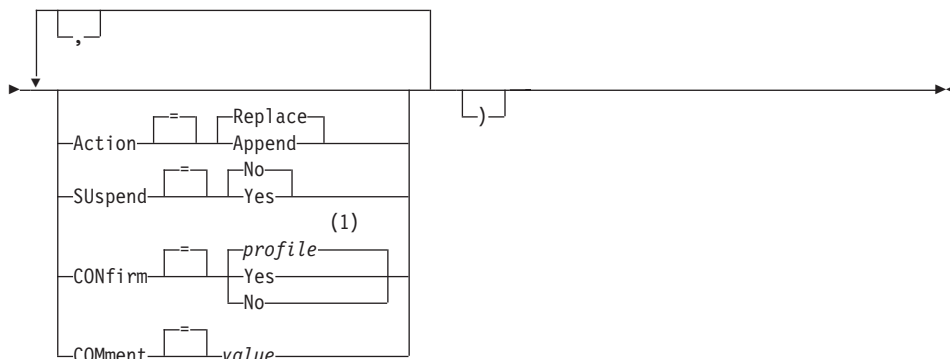 ,
= Replace
Action Append )
= No
SUspend Yes
(1)
= profile
CONfirm Yes
No
=
COMment value